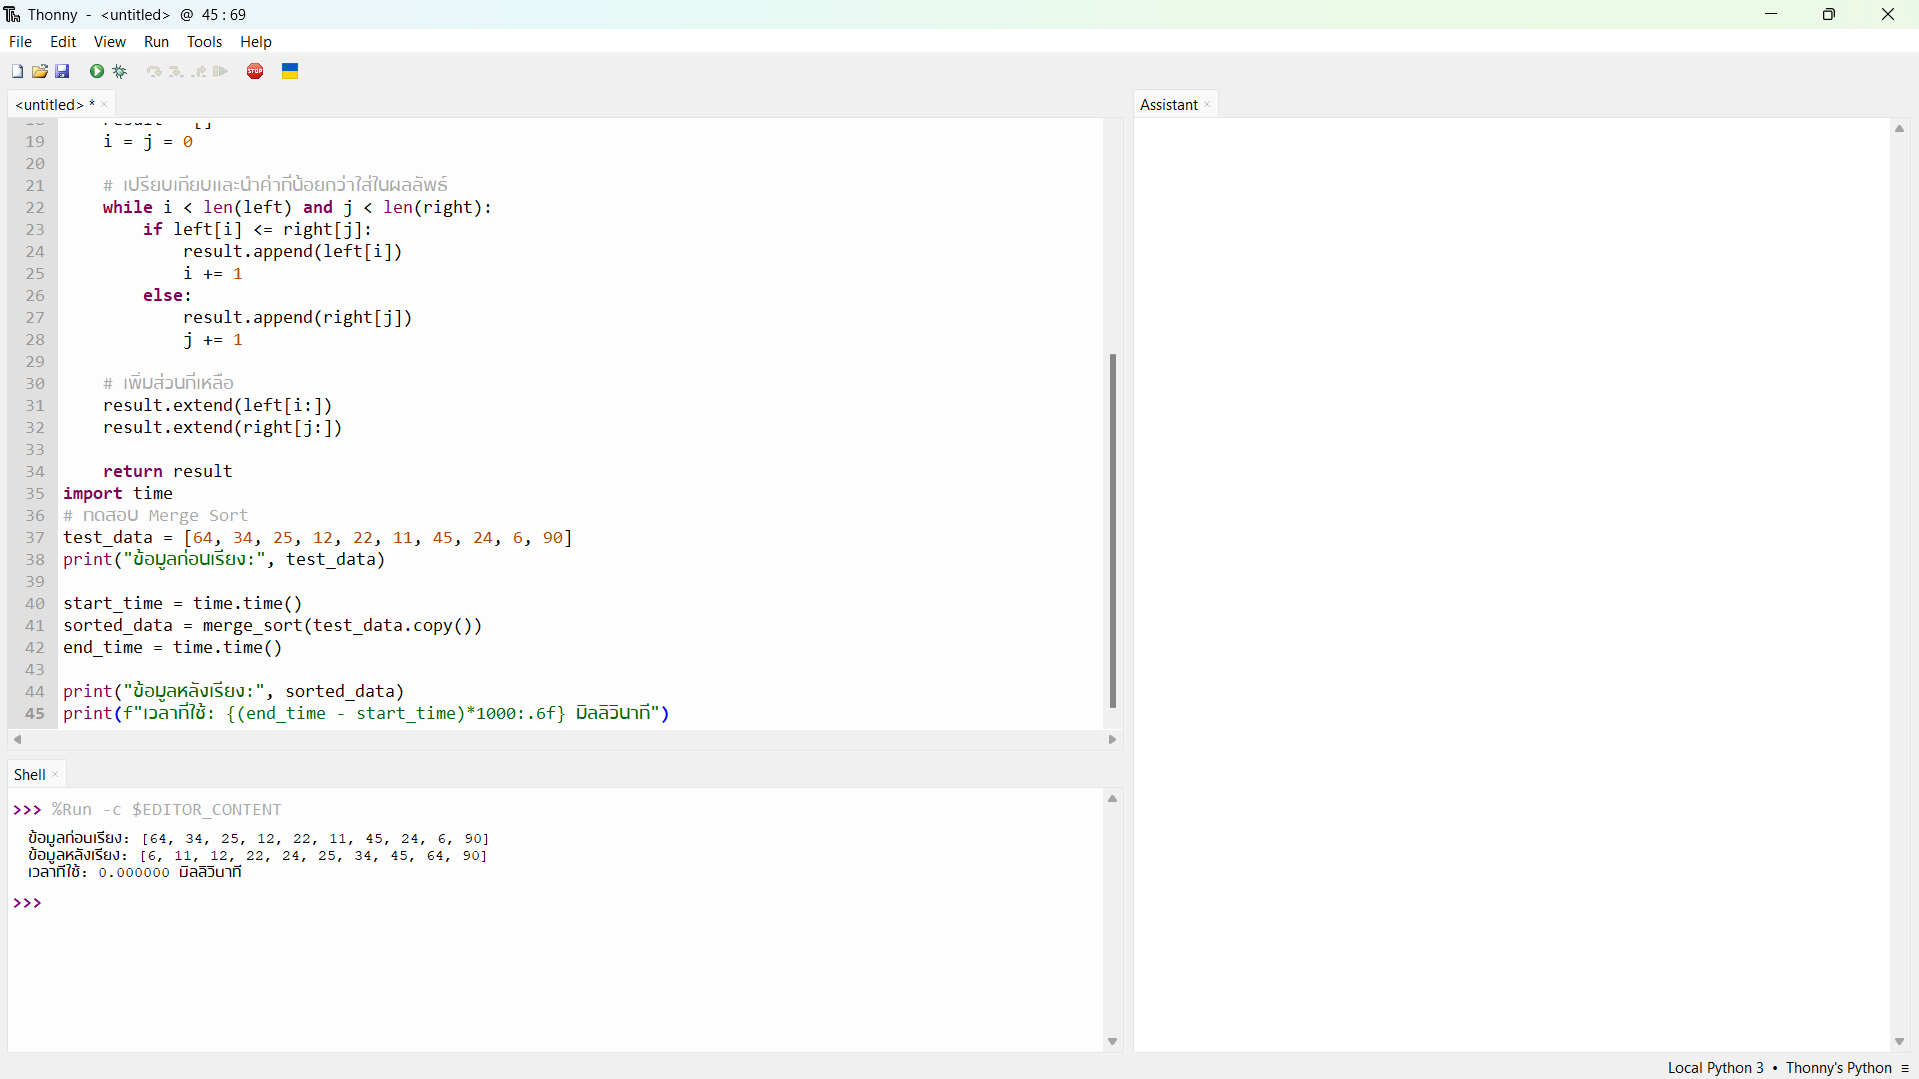 Thonny - <untitled> @ 45 : 69
File Edit View Run Tools Help
STOP
<untitled> * ×
Assistant ×
19     i = j = 0
20
21     # เปรียบเทียบและนำค่าที่น้อยกว่าใส่ในผลลัพธ์
22     while i < len(left) and j < len(right):
23         if left[i] <= right[j]:
24             result.append(left[i])
25             i += 1
26         else:
27             result.append(right[j])
28             j += 1
29
30     # เพิ่มส่วนที่เหลือ
31     result.extend(left[i:])
32     result.extend(right[j:])
33
34     return result
35 import time
36 # ทดสอบ Merge Sort
37 test_data = [64, 34, 25, 12, 22, 11, 45, 24, 6, 90]
38 print("ข้อมูลก่อนเรียง:", test_data)
39
40 start_time = time.time()
41 sorted_data = merge_sort(test_data.copy())
42 end_time = time.time()
43
44 print("ข้อมูลหลังเรียง:", sorted_data)
45 print(f"เวลาที่ใช้: {(end_time - start_time)*1000:.6f} มิลลิวินาที")
Shell ×
>>> %Run -c $EDITOR_CONTENT
ข้อมูลก่อนเรียง: [64, 34, 25, 12, 22, 11, 45, 24, 6, 90]
ข้อมูลหลังเรียง: [6, 11, 12, 22, 24, 25, 34, 45, 64, 90]
เวลาที่ใช้: 0.000000 มิลลิวินาที
>>>
Local Python 3 • Thonny's Python ≡